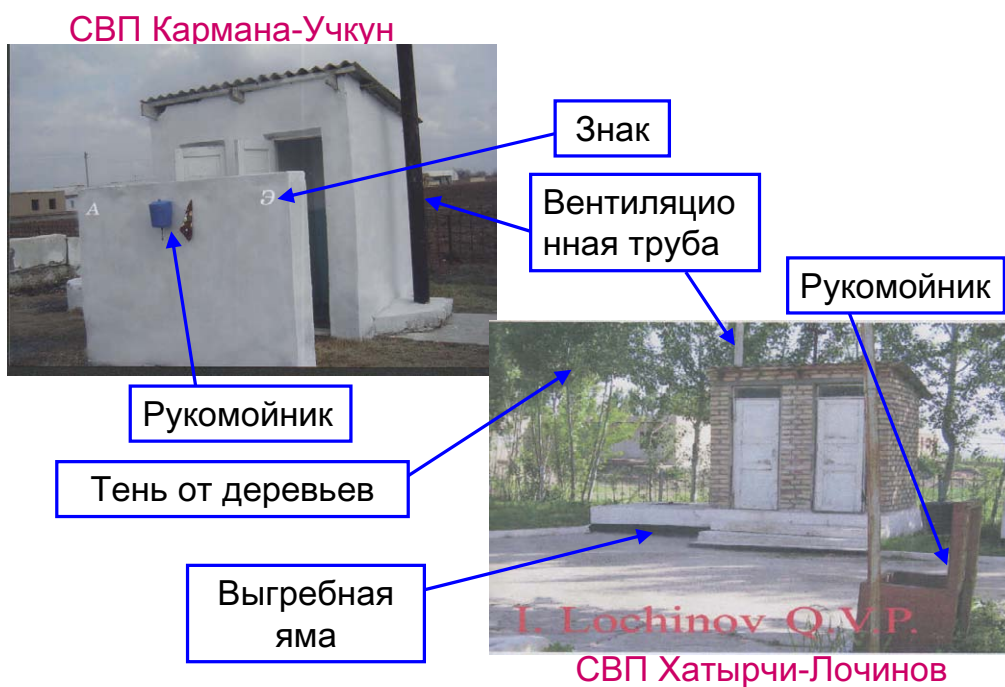 СВП Кармана-Учкун
Знак
А
Э
Вентиляцио
нная труба
Рукомойник
Рукомойник
Тень от деревьев
Выгребная
яма
I. Lochinov Q.V.P.
СВП Хатырчи-Лочинов